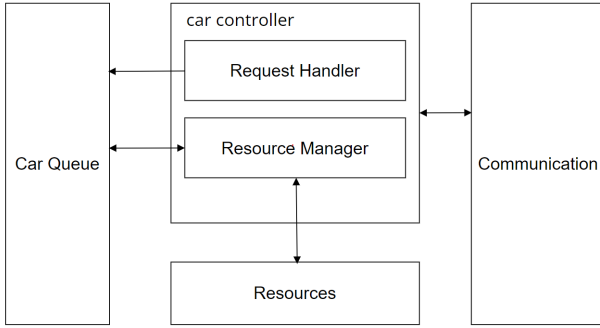 car controller
Request Handler
Resource Manager
Car Queue
Communication
Resources